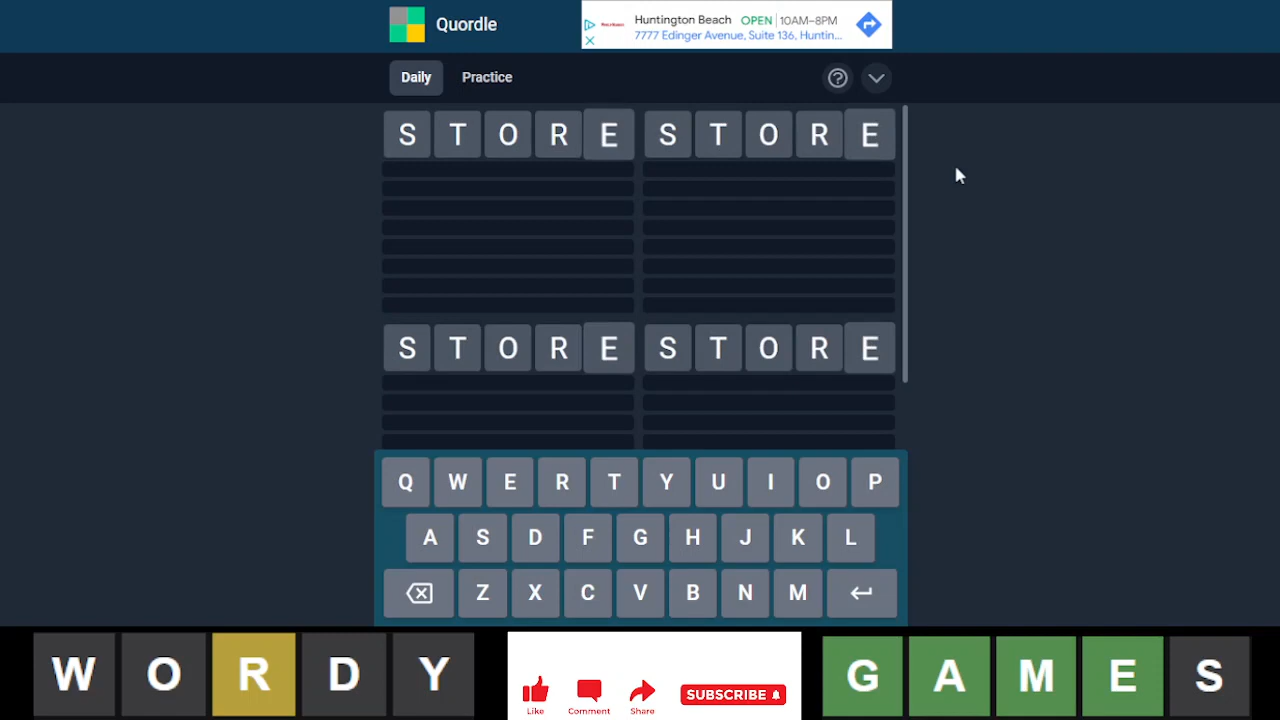 Quordle
Huntington Beach OPEN 10AM–8PM
7777 Edinger Avenue, Suite 136, Huntin...
Daily Practice
STORE STORE
STORE STORE
Q W E R T Y U I O P
A S D F G H J K L
Z X C V B N M
WORDY
Like Comment Share SUBSCRIBE
GAMES